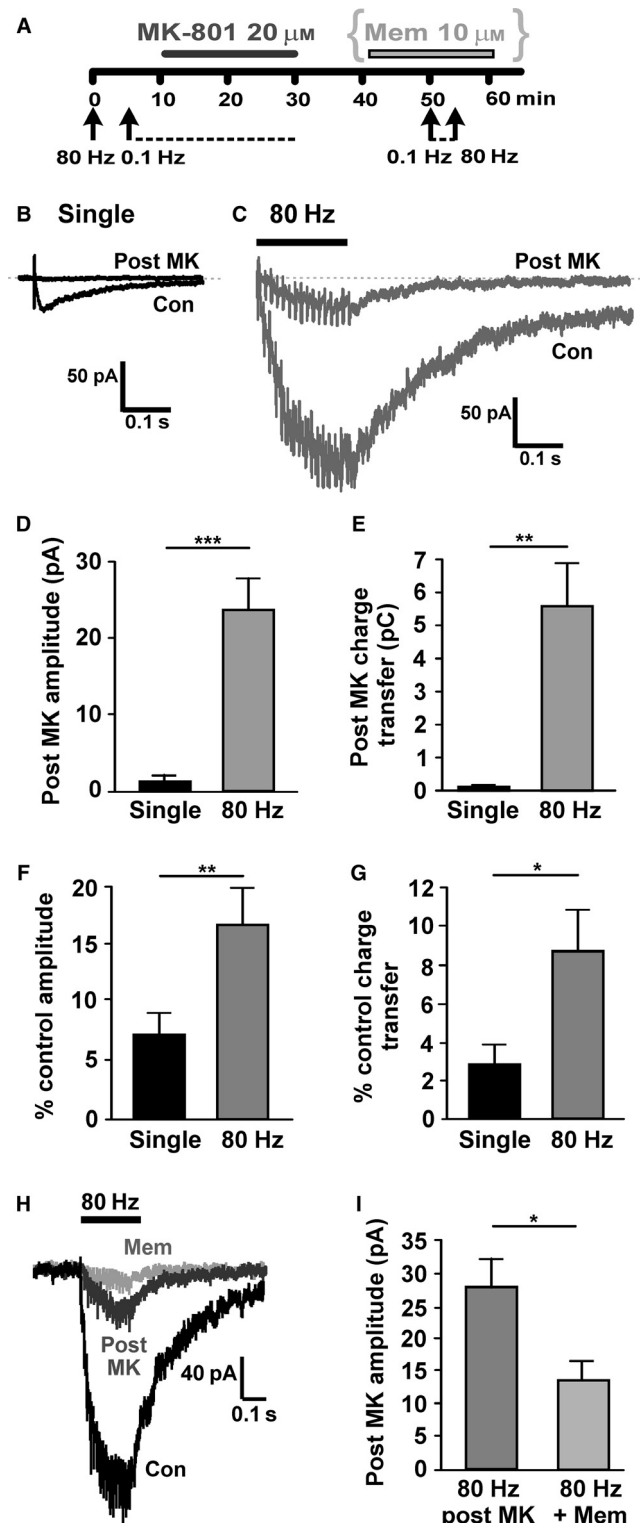 A
MK-801 20 μM
{Mem 10 μM}
0 10 20 30 40 50 60 min
80 Hz 0.1 Hz 0.1 Hz 80 Hz
B Single
Post MK
Con
50 pA
0.1 s
C 80 Hz
Post MK
Con
50 pA
0.1 s
D
***
Post MK amplitude (pA)
30
20
10
0
Single 80 Hz
E
**
Post MK charge
transfer (pC)
7
6
5
4
3
2
1
0
Single 80 Hz
F
**
% control amplitude
20
15
10
5
0
Single 80 Hz
G
*
% control charge
transfer
12
10
8
6
4
2
0
Single 80 Hz
H
80 Hz
Mem
Post
MK
Con
40 pA
0.1 s
I
*
Post MK amplitude (pA)
35
30
25
20
15
10
5
0
80 Hz
post MK
80 Hz
+ Mem